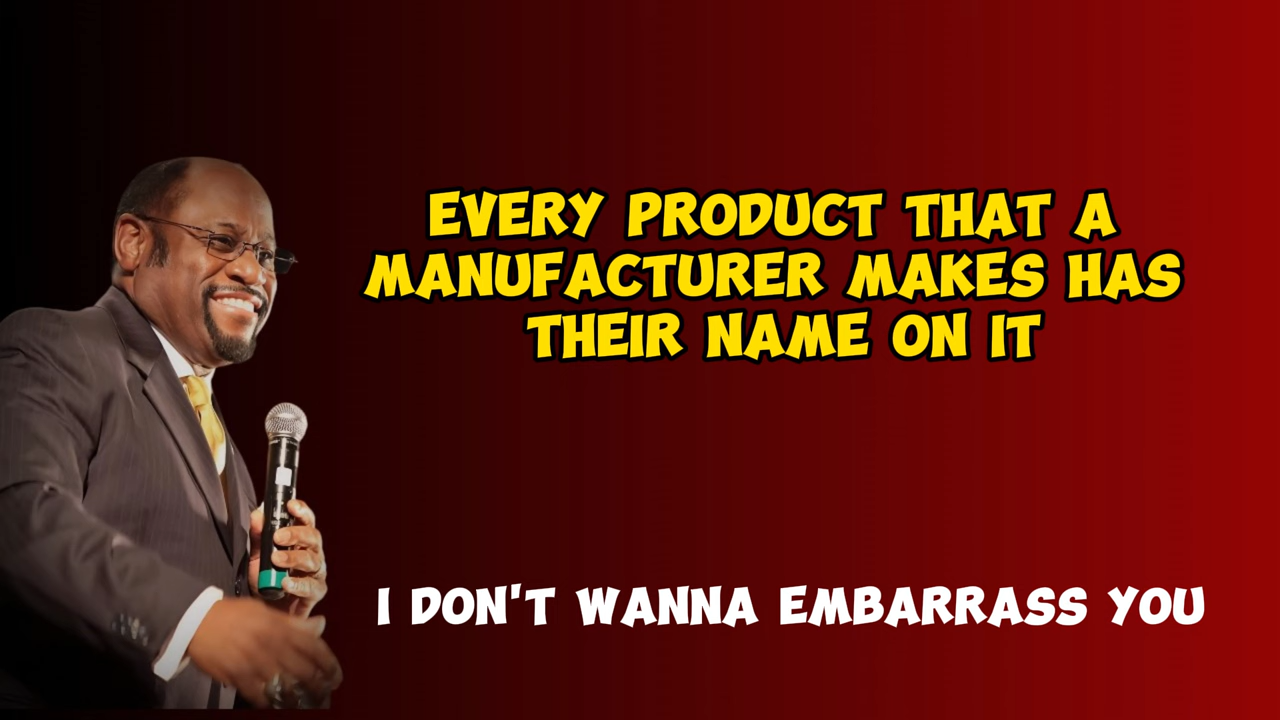 EVERY PRODUCT THAT A
MANUFACTURER MAKES HAS
THEIR NAME ON IT
I DON'T WANNA EMBARRASS YOU